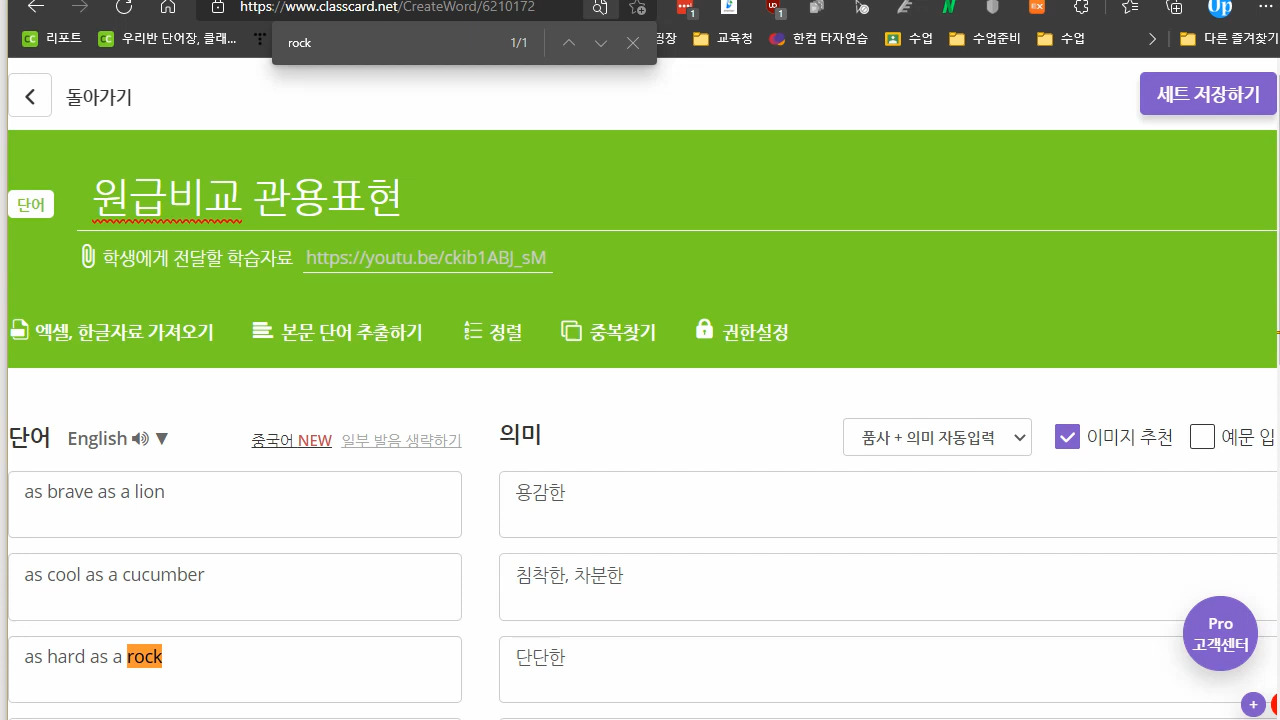 https://www.classcard.net/CreateWord/6210172
리포트 우리반 단어장, 클래... 교육청 한컴 타자연습 수업 수업준비 수업 다른 즐겨찾기
rock 1/1
돌아가기 세트 저장하기
단어 원급비교 관용표현
학생에게 전달할 학습자료 https://youtu.be/ckib1ABJ_sM
엑셀, 한글자료 가져오기 본문 단어 추출하기 정렬 중복찾기 권한설정
단어 English ▼ 중국어 NEW 일부 발음 생략하기 의미 품사 + 의미 자동입력 이미지 추천 예문 입
as brave as a lion 용감한
as cool as a cucumber 침착한, 차분한
as hard as a rock 단단한
Pro
고객센터